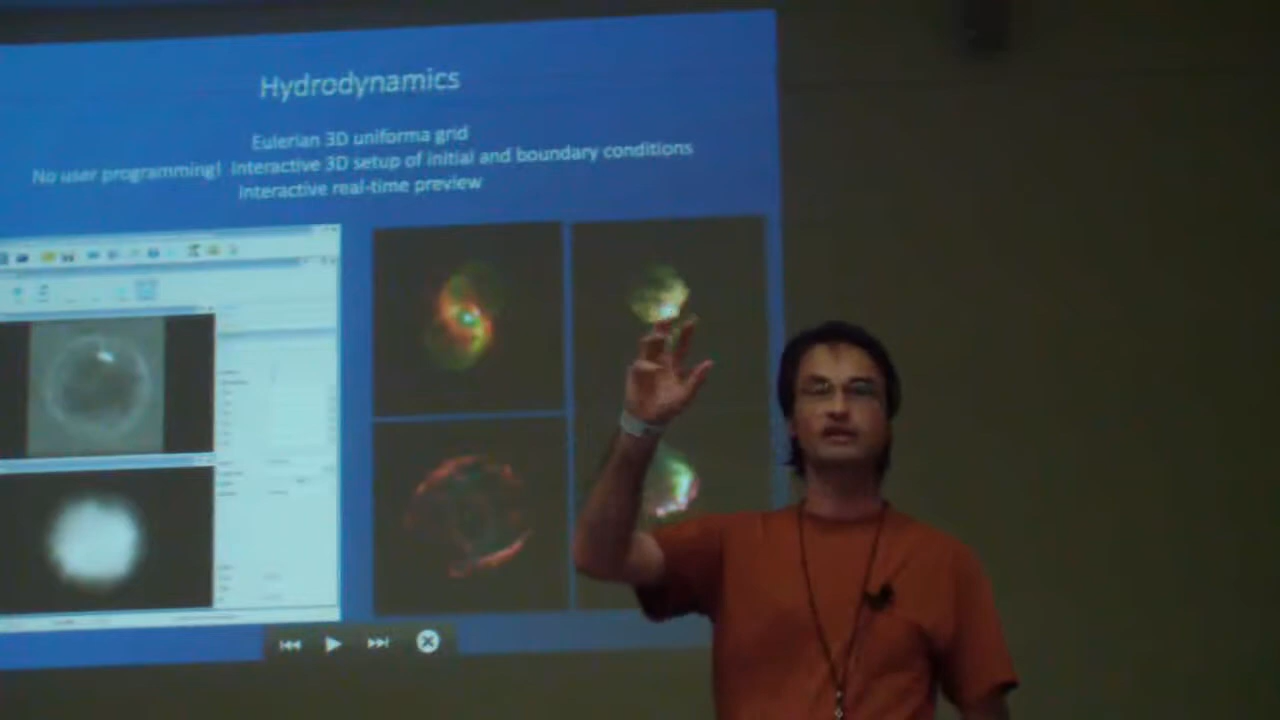 Hydrodynamics
Eulerian 3D uniforma grid
No user programming! Interactive 3D setup of initial and boundary conditions
Interactive real-time preview